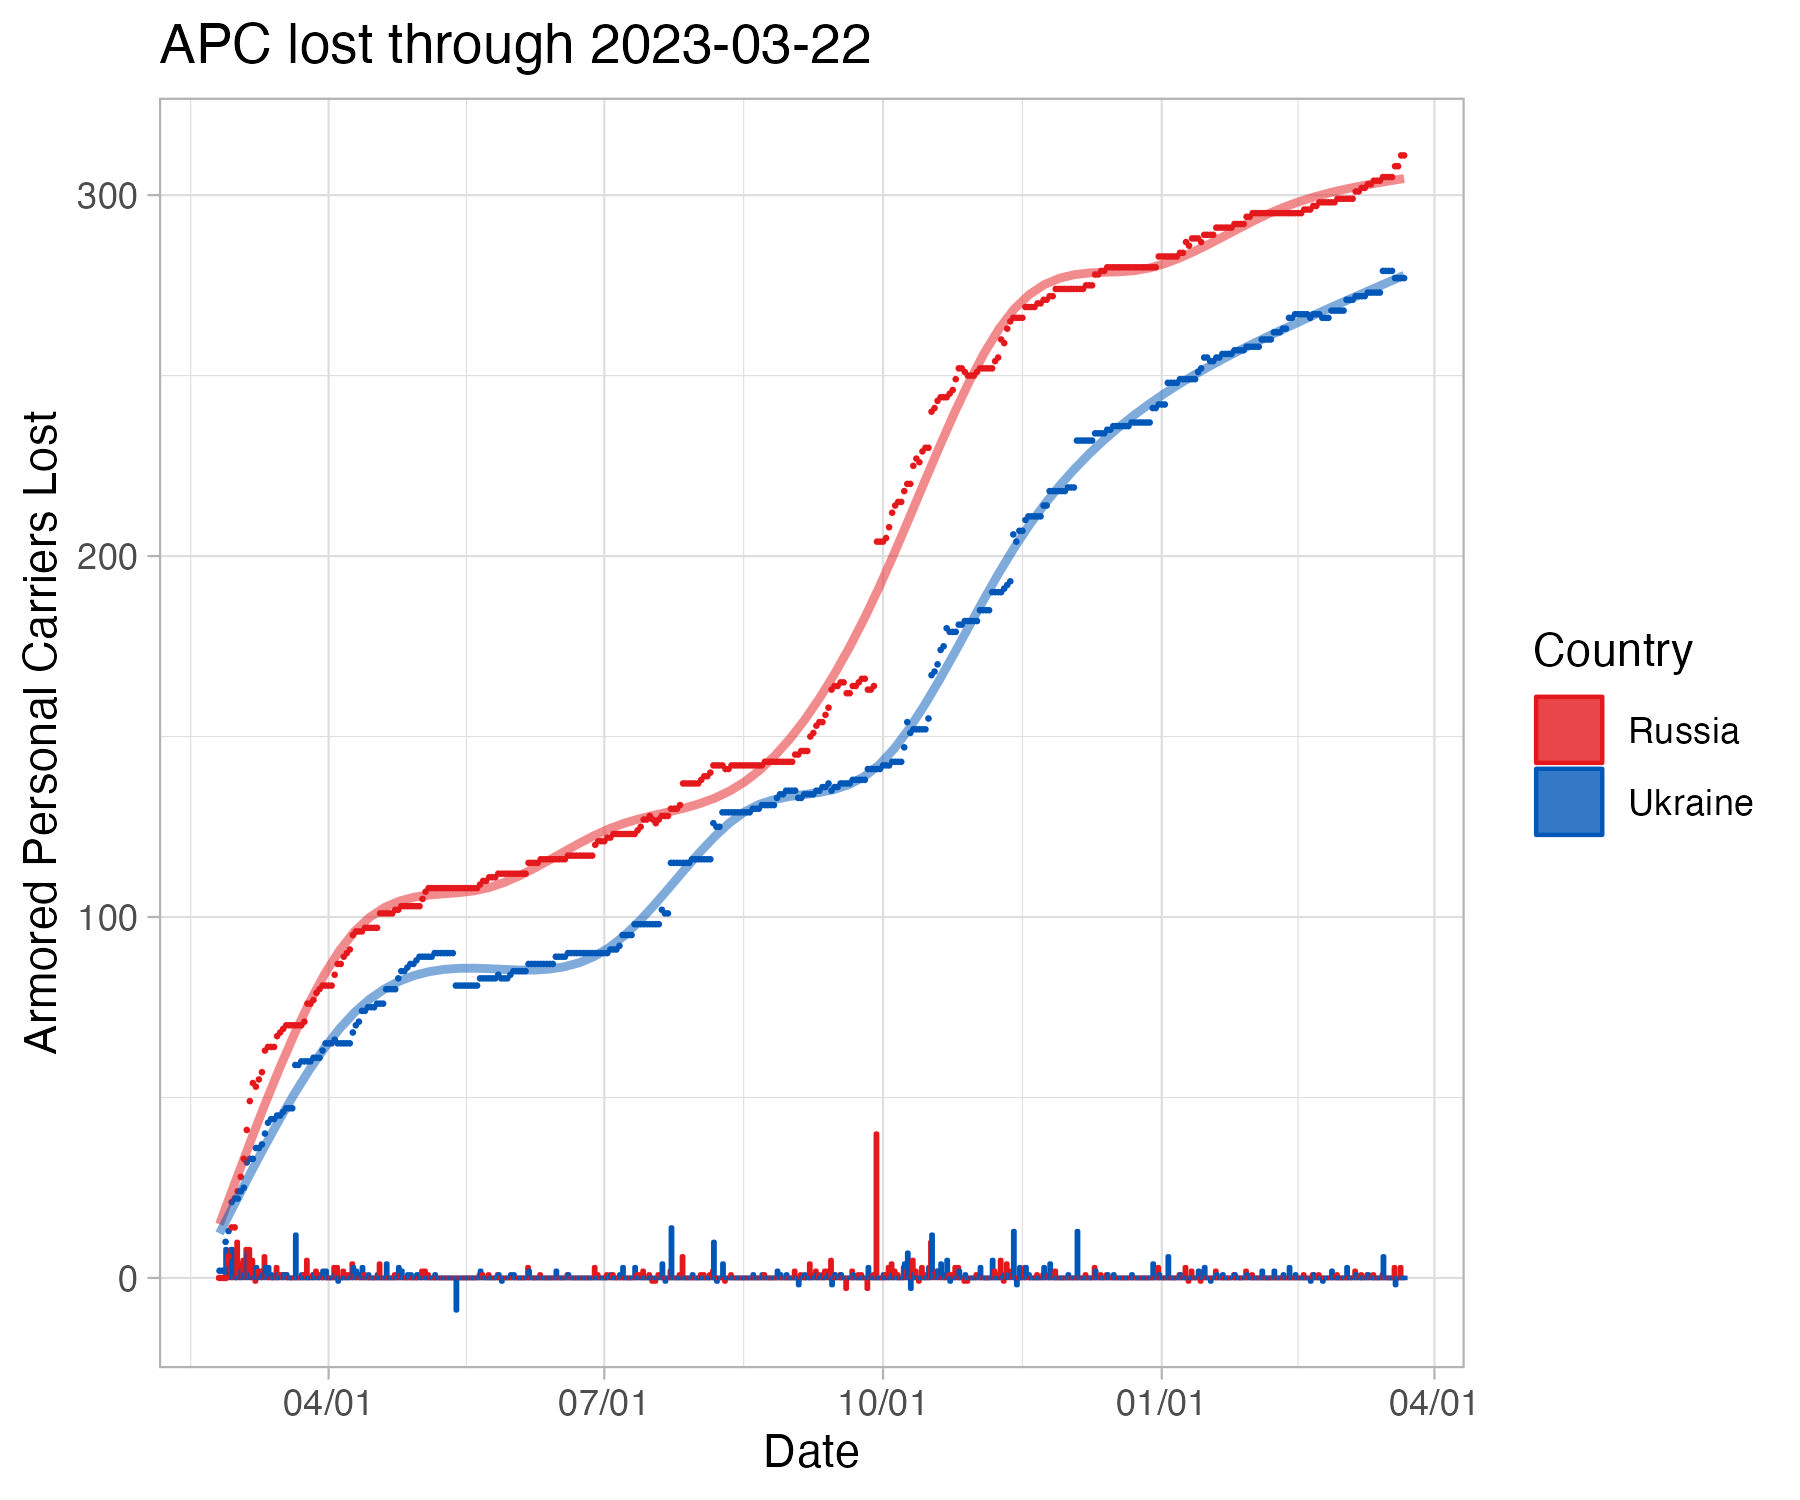 APC lost through 2023-03-22
Armored Personal Carriers Lost
300
200
100
0
04/01
07/01
10/01
01/01
04/01
Date
Country
Russia
Ukraine